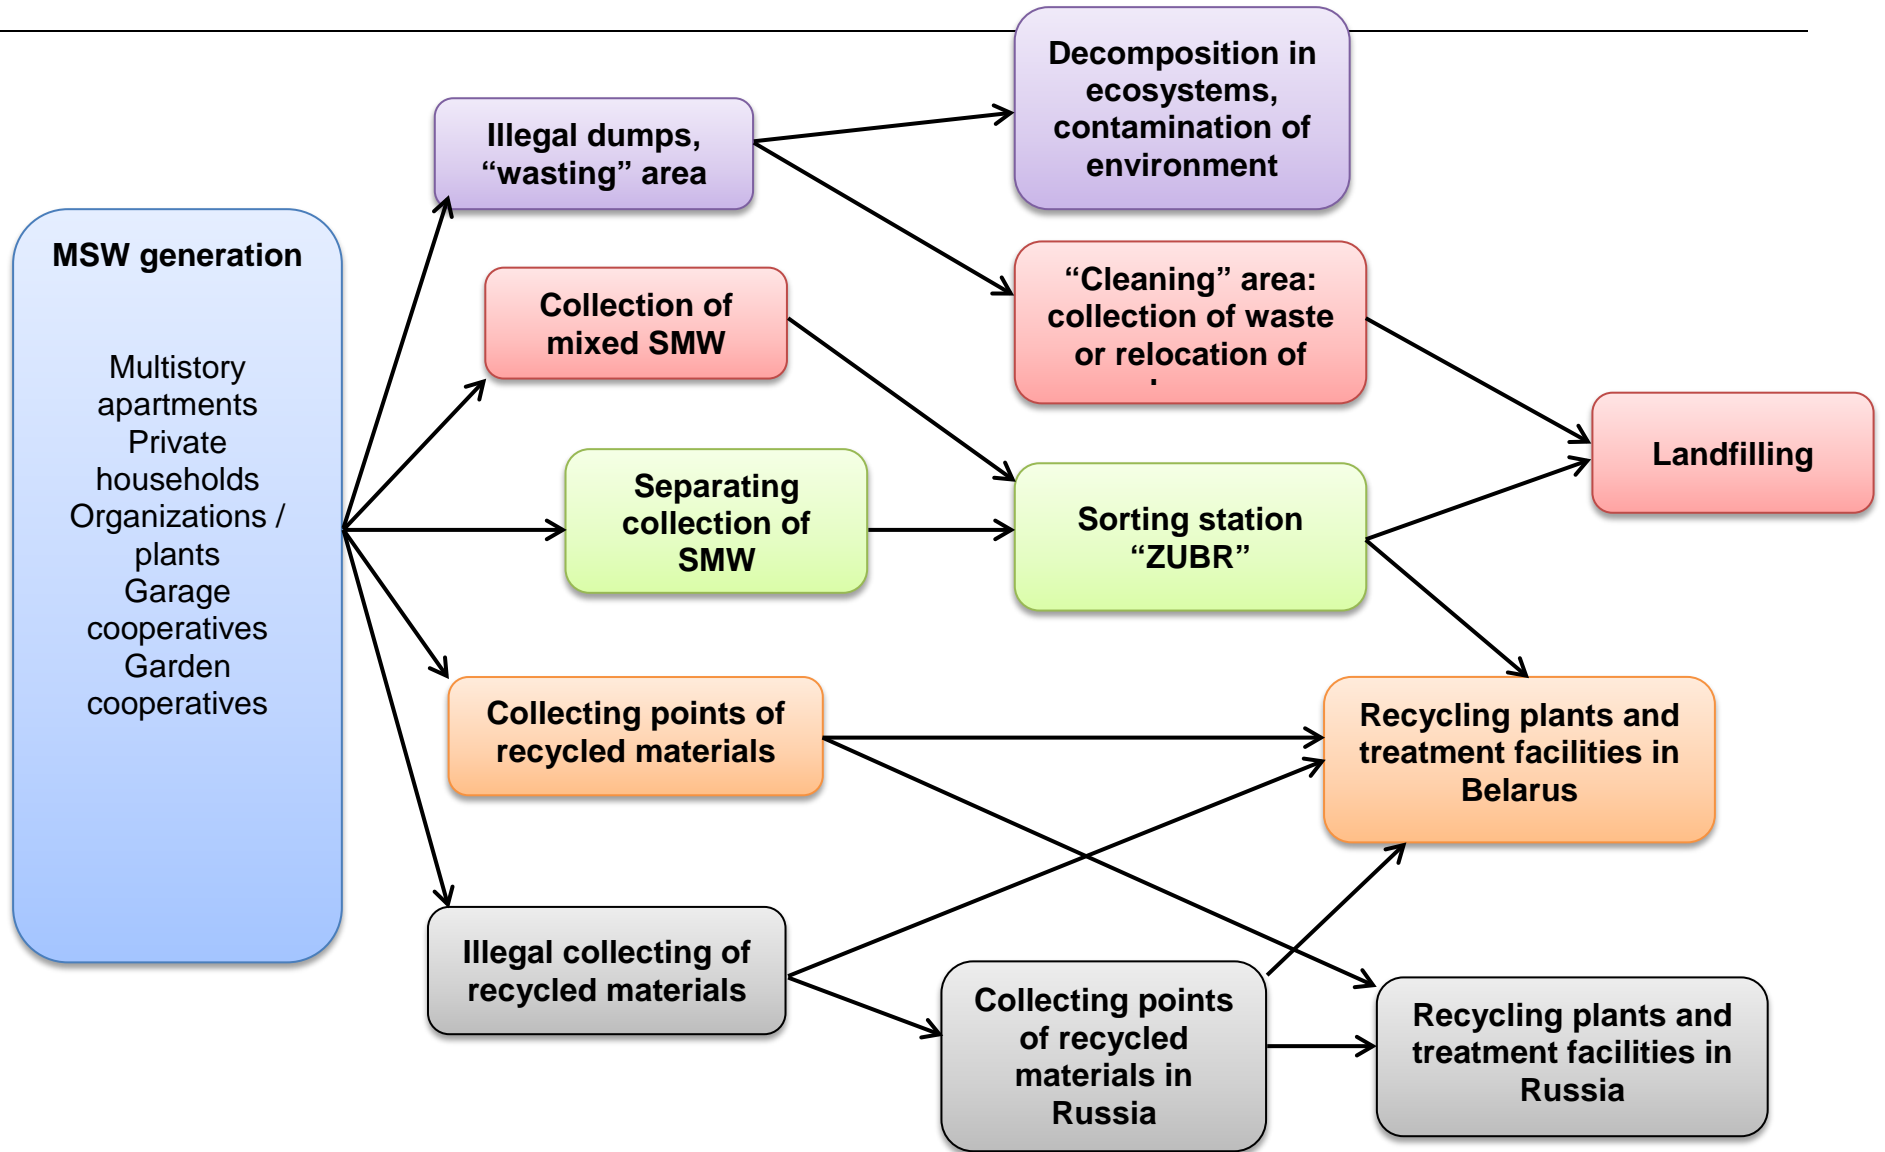 MSW generation
Multistory
apartments
Private
households
Organizations /
plants
Garage
cooperatives
Garden
cooperatives
Illegal dumps,
“wasting” area
Collection of
mixed SMW
Separating
collection of
SMW
Collecting points of
recycled materials
Illegal collecting of
recycled materials
Decomposition in
ecosystems,
contamination of
environment
“Cleaning” area:
collection of waste
or relocation of
Sorting station
“ZUBR”
Collecting points
of recycled
materials in
Russia
Landfilling
Recycling plants and
treatment facilities in
Belarus
Recycling plants and
treatment facilities in
Russia